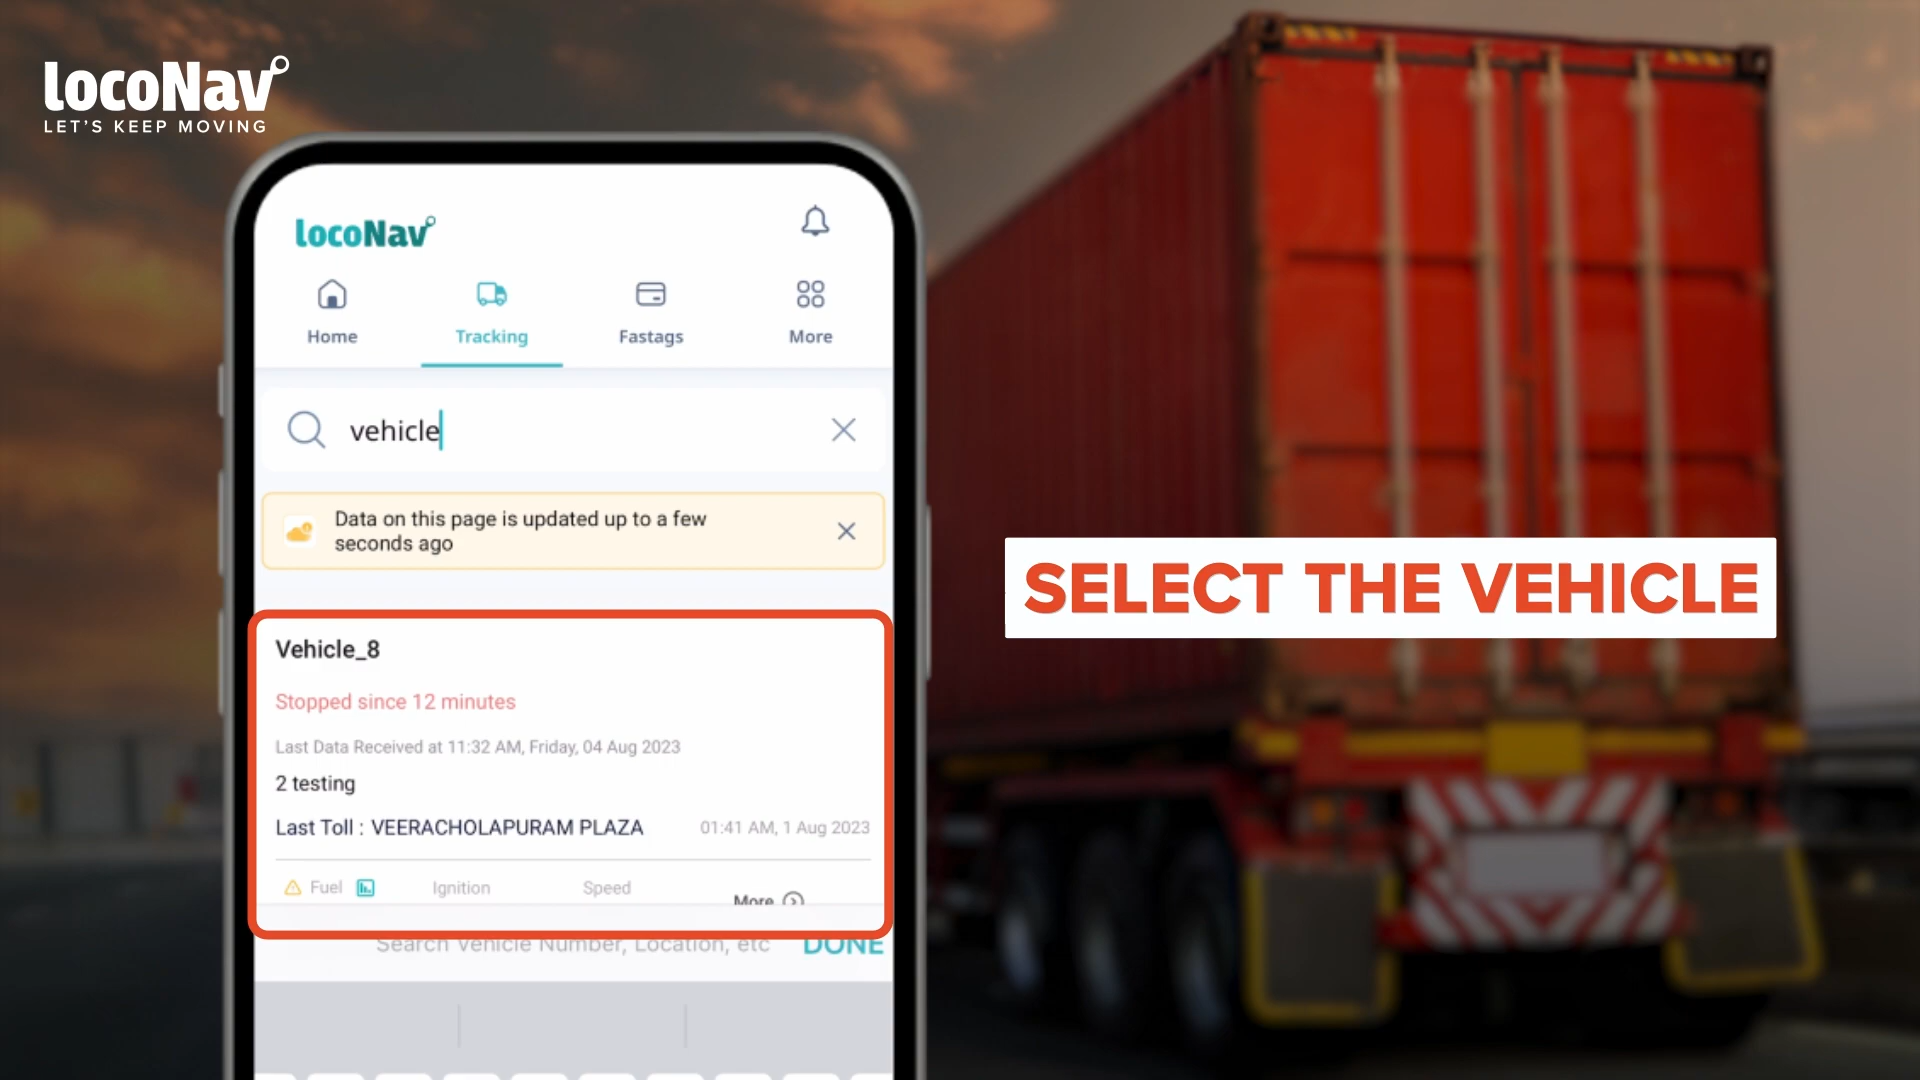 locoNav
LET'S KEEP MOVING
locoNav
Home
Tracking
Fastags
More
vehicle
Data on this page is updated up to a few
seconds ago
Vehicle_8
Stopped since 12 minutes
Last Data Received at 11:32 AM, Friday, 04 Aug 2023
2 testing
Last Toll : VEERACHOLAPURAM PLAZA 01:41 AM, 1 Aug 2023
Fuel Ignition Speed More
Search Vehicle Number, Location, etc DONE
SELECT THE VEHICLE